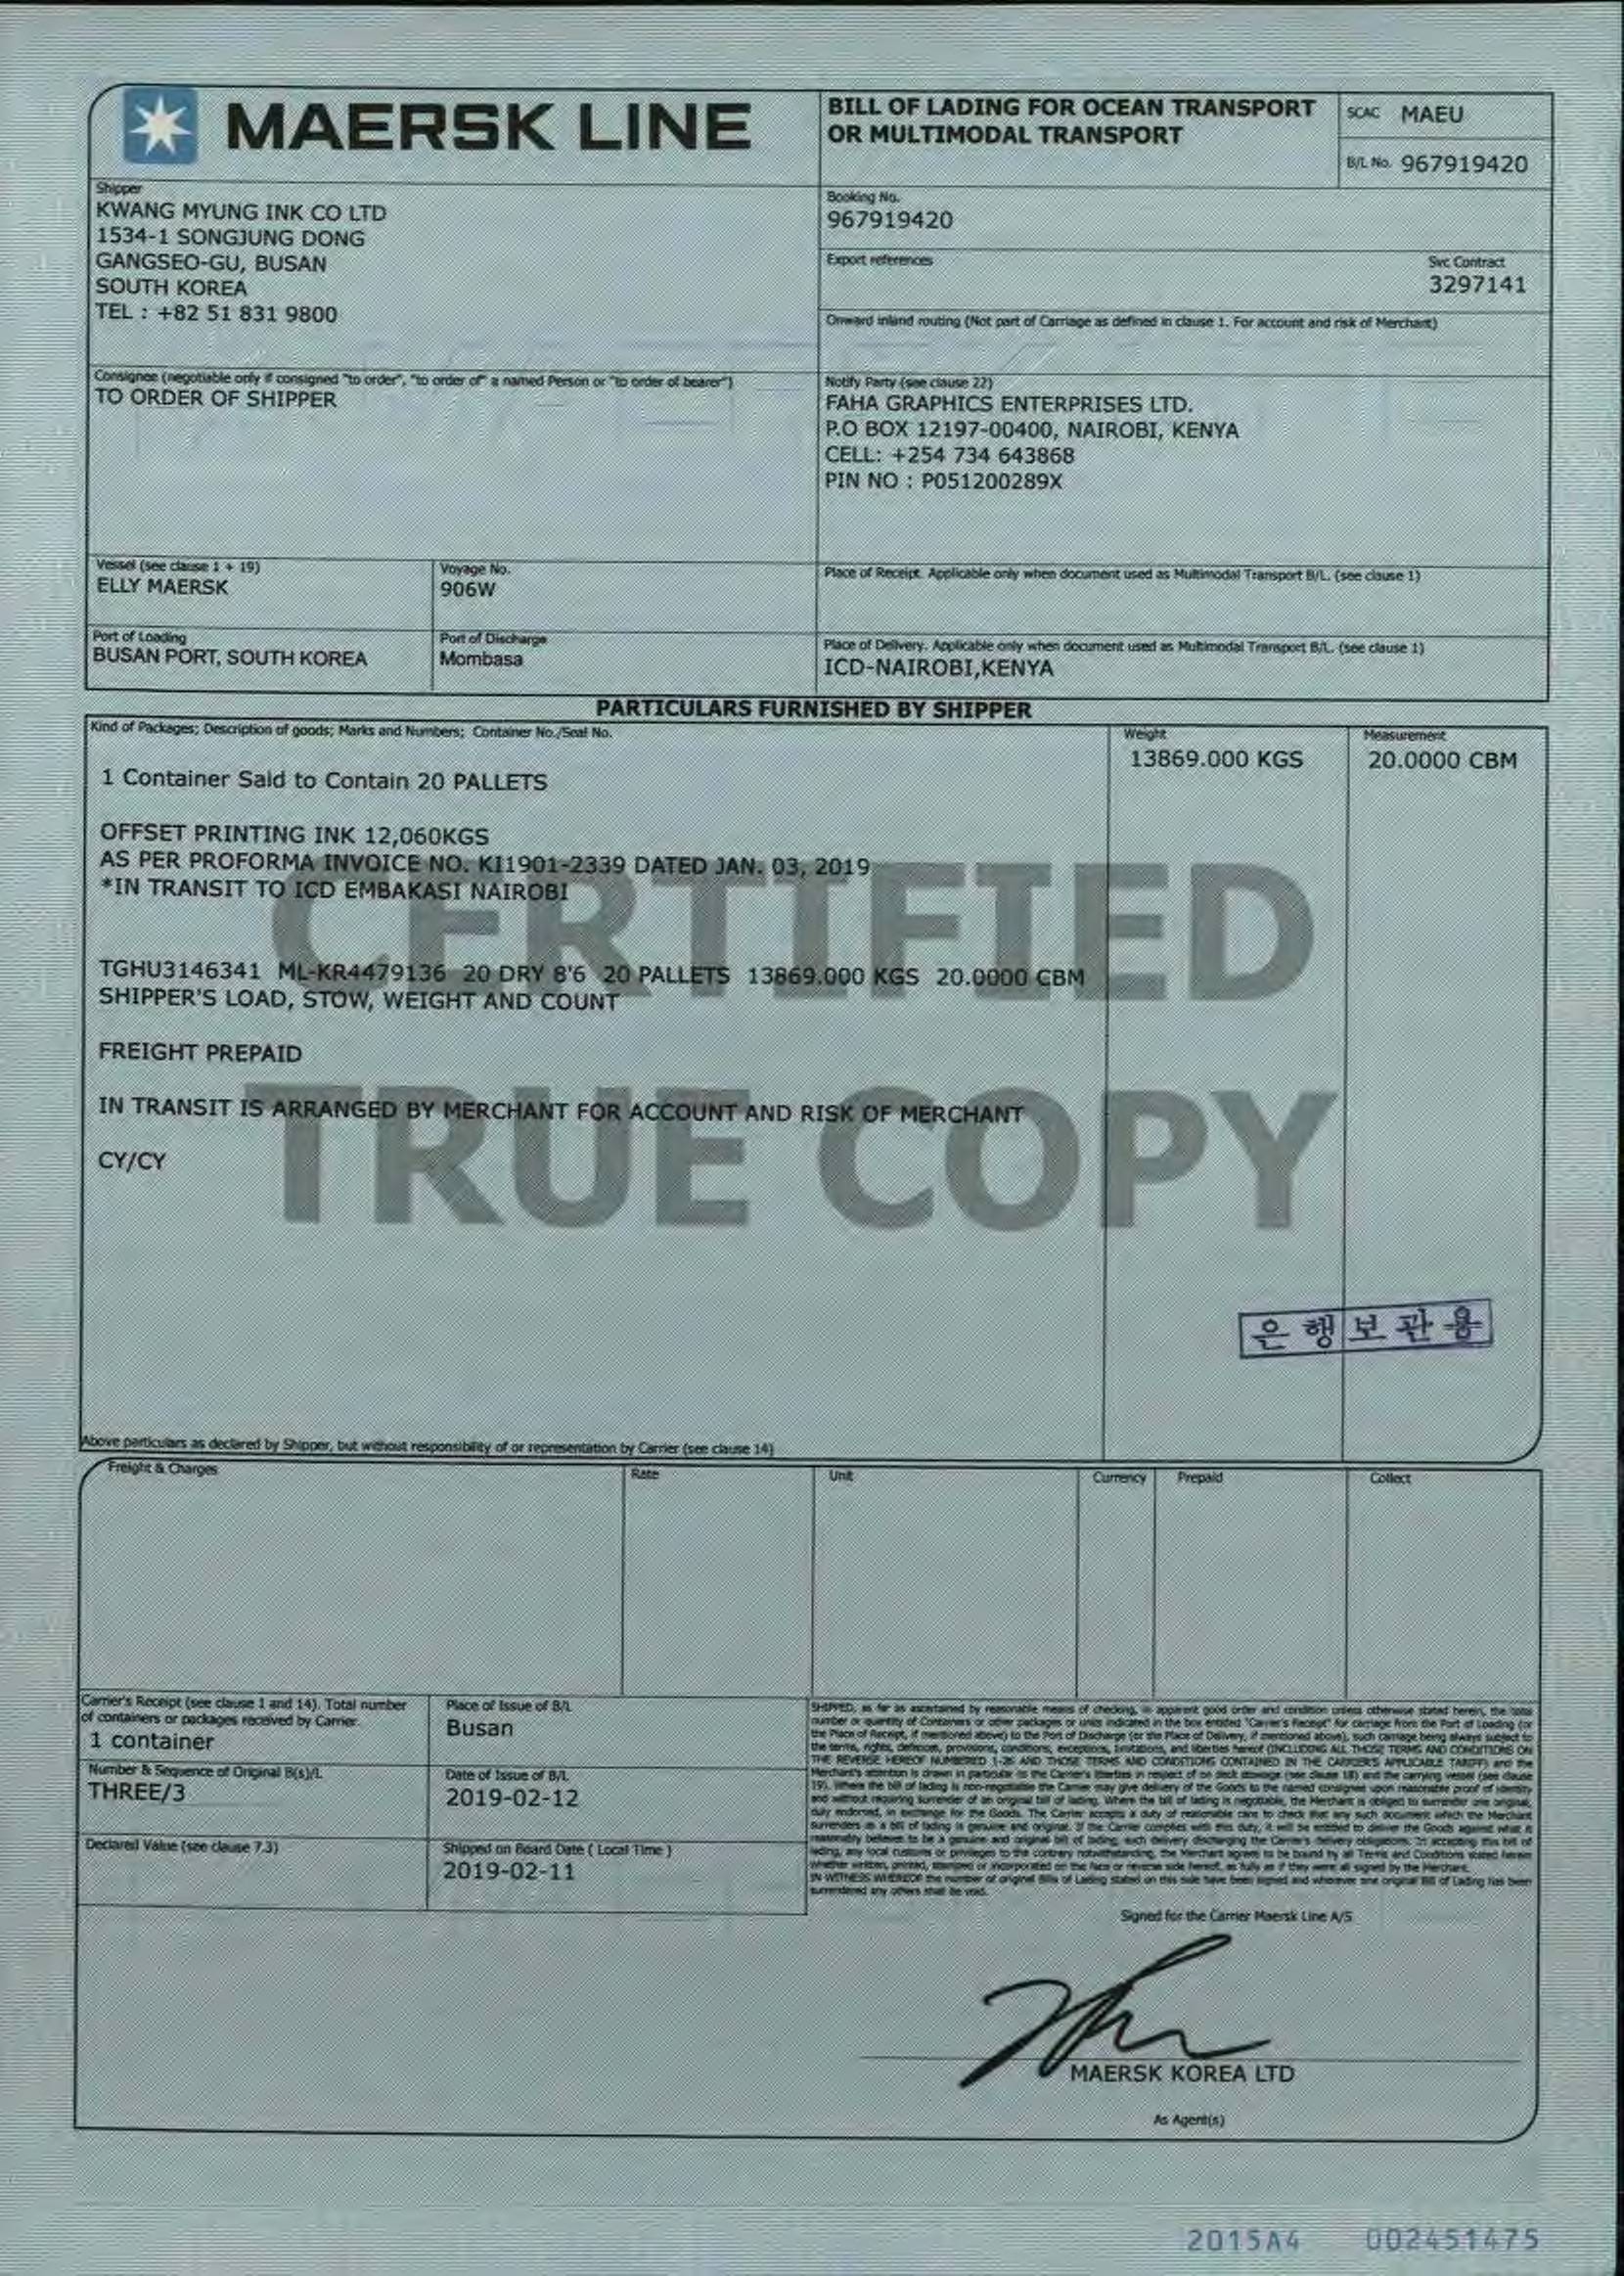 MAERSK LINE
BILL OF LADING FOR OCEAN TRANSPORT
OR MULTIMODAL TRANSPORT
SCAC MAEU
B/L No. 967919420
Shipper
KWANG MYUNG INK CO LTD
1534-1 SONGJUNG DONG
GANGSEO-GU, BUSAN
SOUTH KOREA
TEL : +82 51 831 9800
Booking No.
967919420
Export references
Svc Contract
3297141
Onward inland routing (Not part of Carriage as defined in clause 1. For account and risk of Merchant)
Consignee (negotiable only if consigned "to order", "to order of" a named Person or "to order of bearer")
TO ORDER OF SHIPPER
Notify Party (see clause 22)
FAHA GRAPHICS ENTERPRISES LTD.
P.O BOX 12197-00400, NAIROBI, KENYA
CELL: +254 734 643868
PIN NO : P051200289X
Vessel (see clause 1 + 19)
ELLY MAERSK
Voyage No.
906W
Place of Receipt. Applicable only when document used as Multimodal Transport B/L. (see clause 1)
Port of Loading
BUSAN PORT, SOUTH KOREA
Port of Discharge
Mombasa
Place of Delivery. Applicable only when document used as Multimodal Transport B/L. (see clause 1)
ICD-NAIROBI,KENYA
PARTICULARS FURNISHED BY SHIPPER
Kind of Packages; Description of goods; Marks and Numbers; Container No./Seal No.
Weight
13869.000 KGS
Measurement
20.0000 CBM
1 Container Said to Contain 20 PALLETS
OFFSET PRINTING INK 12,060KGS
AS PER PROFORMA INVOICE NO. KI1901-2339 DATED JAN. 03, 2019
*IN TRANSIT TO ICD EMBAKASI NAIROBI
CERTIFIED
TGHU3146341 ML-KR4479136 20 DRY 8'6 20 PALLETS 13869.000 KGS 20.0000 CBM
SHIPPER'S LOAD, STOW, WEIGHT AND COUNT
FREIGHT PREPAID
IN TRANSIT IS ARRANGED BY MERCHANT FOR ACCOUNT AND RISK OF MERCHANT
TRUE COPY
CY/CY
은행보관용
Above particulars as declared by Shipper, but without responsibility of or representation by Carrier (see clause 14)
Freight & Charges
Rate
Unit
Currency
Prepaid
Collect
Carrier's Receipt (see clause 1 and 14). Total number
of containers or packages received by Carrier.
1 container
Place of Issue of B/L
Busan
Number & Sequence of Original B(s)/L
THREE/3
Date of Issue of B/L
2019-02-12
Declared Value (see clause 7.3)
Shipped on Board Date ( Local Time )
2019-02-11
SHIPPED, as far as ascertained by reasonable means of checking, in apparent good order and condition unless otherwise stated herein, the total
number or quantity of Containers or other packages or units indicated in the box entitled "Carrier's Receipt" for carriage from the Port of Loading (or
the Place of Receipt, if mentioned above) to the Port of Discharge (or the Place of Delivery, if mentioned above), such carriage being always subject to
the terms, rights, defences, provisions, conditions, exceptions, limitations, and liberties hereof (INCLUDING ALL THOSE TERMS AND CONDITIONS ON
THE REVERSE HEREOF NUMBERED 1-26 AND THOSE TERMS AND CONDITIONS CONTAINED IN THE CARRIER'S APPLICABLE TARIFF) and the
Merchant's attention is drawn in particular to the Carrier's liberties in respect of on deck stowage (see clause 18) and the carrying vessel (see clause
19). Where the bill of lading is non-negotiable the Carrier may give delivery of the Goods to the named consignee upon reasonable proof of identity
and without requiring surrender of an original bill of lading. Where the bill of lading is negotiable, the Merchant is obliged to surrender one original,
duly endorsed, in exchange for the Goods. The Carrier accepts a duty of reasonable care to check that any such document which the Merchant
surrenders as a bill of lading is genuine and original. If the Carrier complies with this duty, it will be entitled to deliver the Goods against what it
reasonably believes to be a genuine and original bill of lading, such delivery discharging the Carrier's delivery obligations. In accepting this bill of
lading, any local customs or privileges to the contrary notwithstanding, the Merchant agrees to be bound by all Terms and Conditions stated herein
whether written, printed, stamped or incorporated on the face or reverse side hereof, as fully as if they were all signed by the Merchant.
IN WITNESS WHEREOF the number of original Bills of Lading stated on this side have been signed and wherever one original Bill of Lading has been
surrendered any others shall be void.
Signed for the Carrier Maersk Line A/S
MAERSK KOREA LTD
As Agent(s)
2015A4 002451475